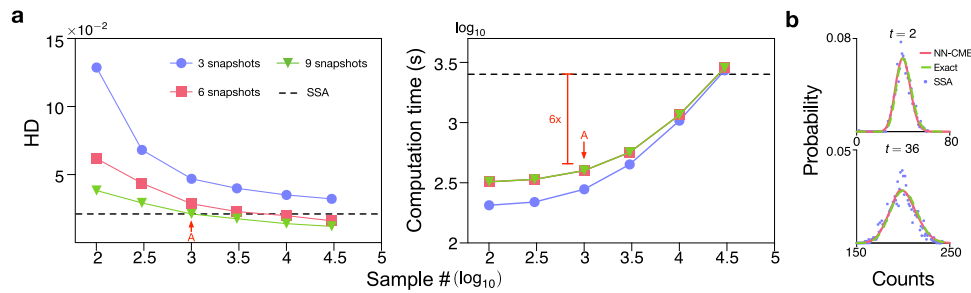 a
×10⁻²
15
10
5
HD
3 snapshots
9 snapshots
6 snapshots
SSA
A
2
2.5
3
3.5
4
4.5
5
log₁₀
4
3.5
3
2.5
2
Computation time (s)
6x
A
2
2.5
3
3.5
4
4.5
5
Sample # (log₁₀)
b
0.08
t = 2
NN-CME
Exact
SSA
0
80
Probability
0.05
t = 36
150
250
Counts